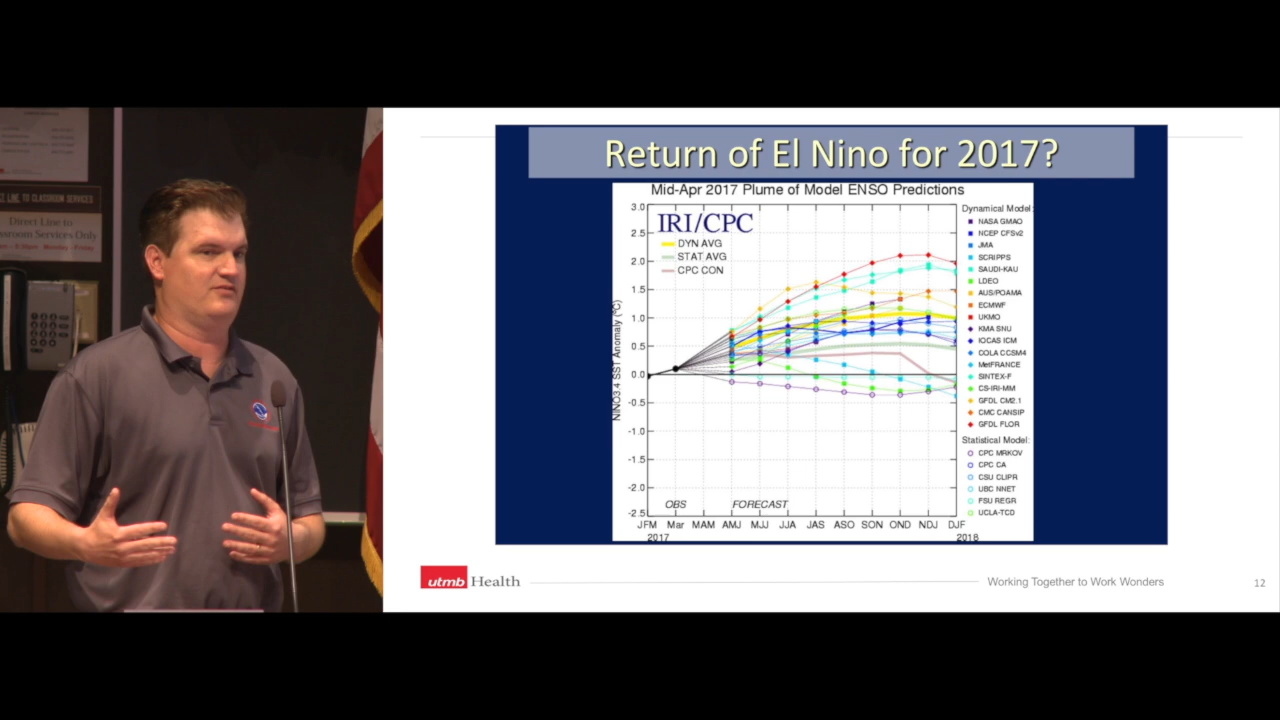 CT LINE TO CLASSROOM SERVICES
Direct Line to
sroom Services Only
Return of El Nino for 2017?
Mid-Apr 2017 Plume of Model ENSO Predictions
IRI/CPC
DYN AVG
STAT AVG
CPC CON
NINO3.4 SST Anomaly (°C)
3.0
2.5
2.0
1.5
1.0
0.5
0.0
-0.5
-1.0
-1.5
-2.0
-2.5
OBS FORECAST
JFM Mar MAM AMJ MJJ JJA JAS ASO SON OND NDJ DJF
2017 2018
Dynamical Model:
NASA GMAO
NCEP CFSv2
JMA
SCRIPPS
SAUDI-KAU
LDEO
AUS/POAMA
ECMWF
UKMO
KMA SNU
IOCAS ICM
COLA CCSM4
MetFRANCE
SINTEX-F
CS-IRI-MM
GFDL CM2.1
CMC CANSIP
GFDL FLOR
Statistical Model:
CPC MRKOV
CPC CA
CSU CLIPR
UBC NNET
FSU REGR
UCLA-TCD
utmb Health
Working Together to Work Wonders
12